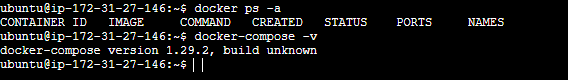 ubuntu@ip-172-31-27-146:~$ docker ps -a
CONTAINER ID   IMAGE     COMMAND   CREATED   STATUS    PORTS     NAMES
ubuntu@ip-172-31-27-146:~$ docker-compose -v
docker-compose version 1.29.2, build unknown
ubuntu@ip-172-31-27-146:~$